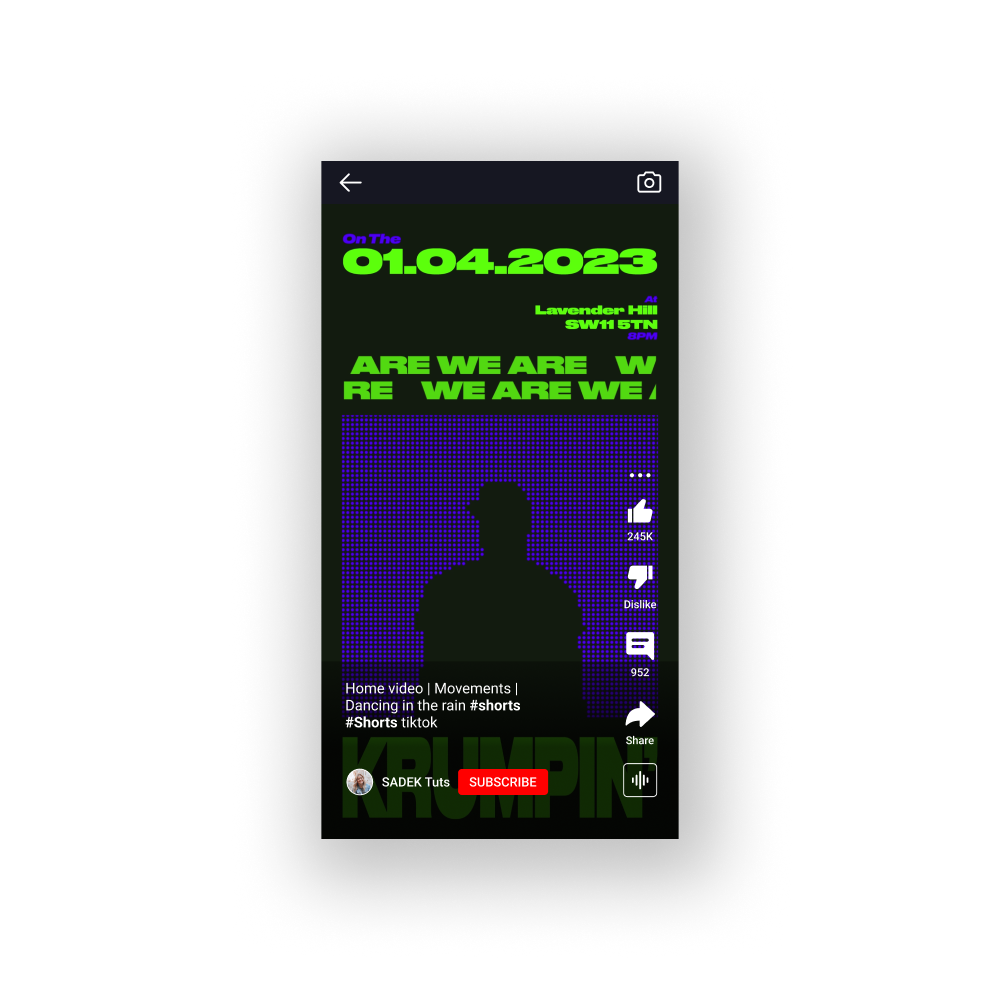 On The
01.04.2023
At
Lavender Hill
SW11 5TN
8PM
ARE WE ARE W
RE WE ARE WE A
245K
Dislike
952
Home video | Movements |
Dancing in the rain #shorts
#Shorts tiktok
Share
KRUMPIN'
SADEK Tuts SUBSCRIBE